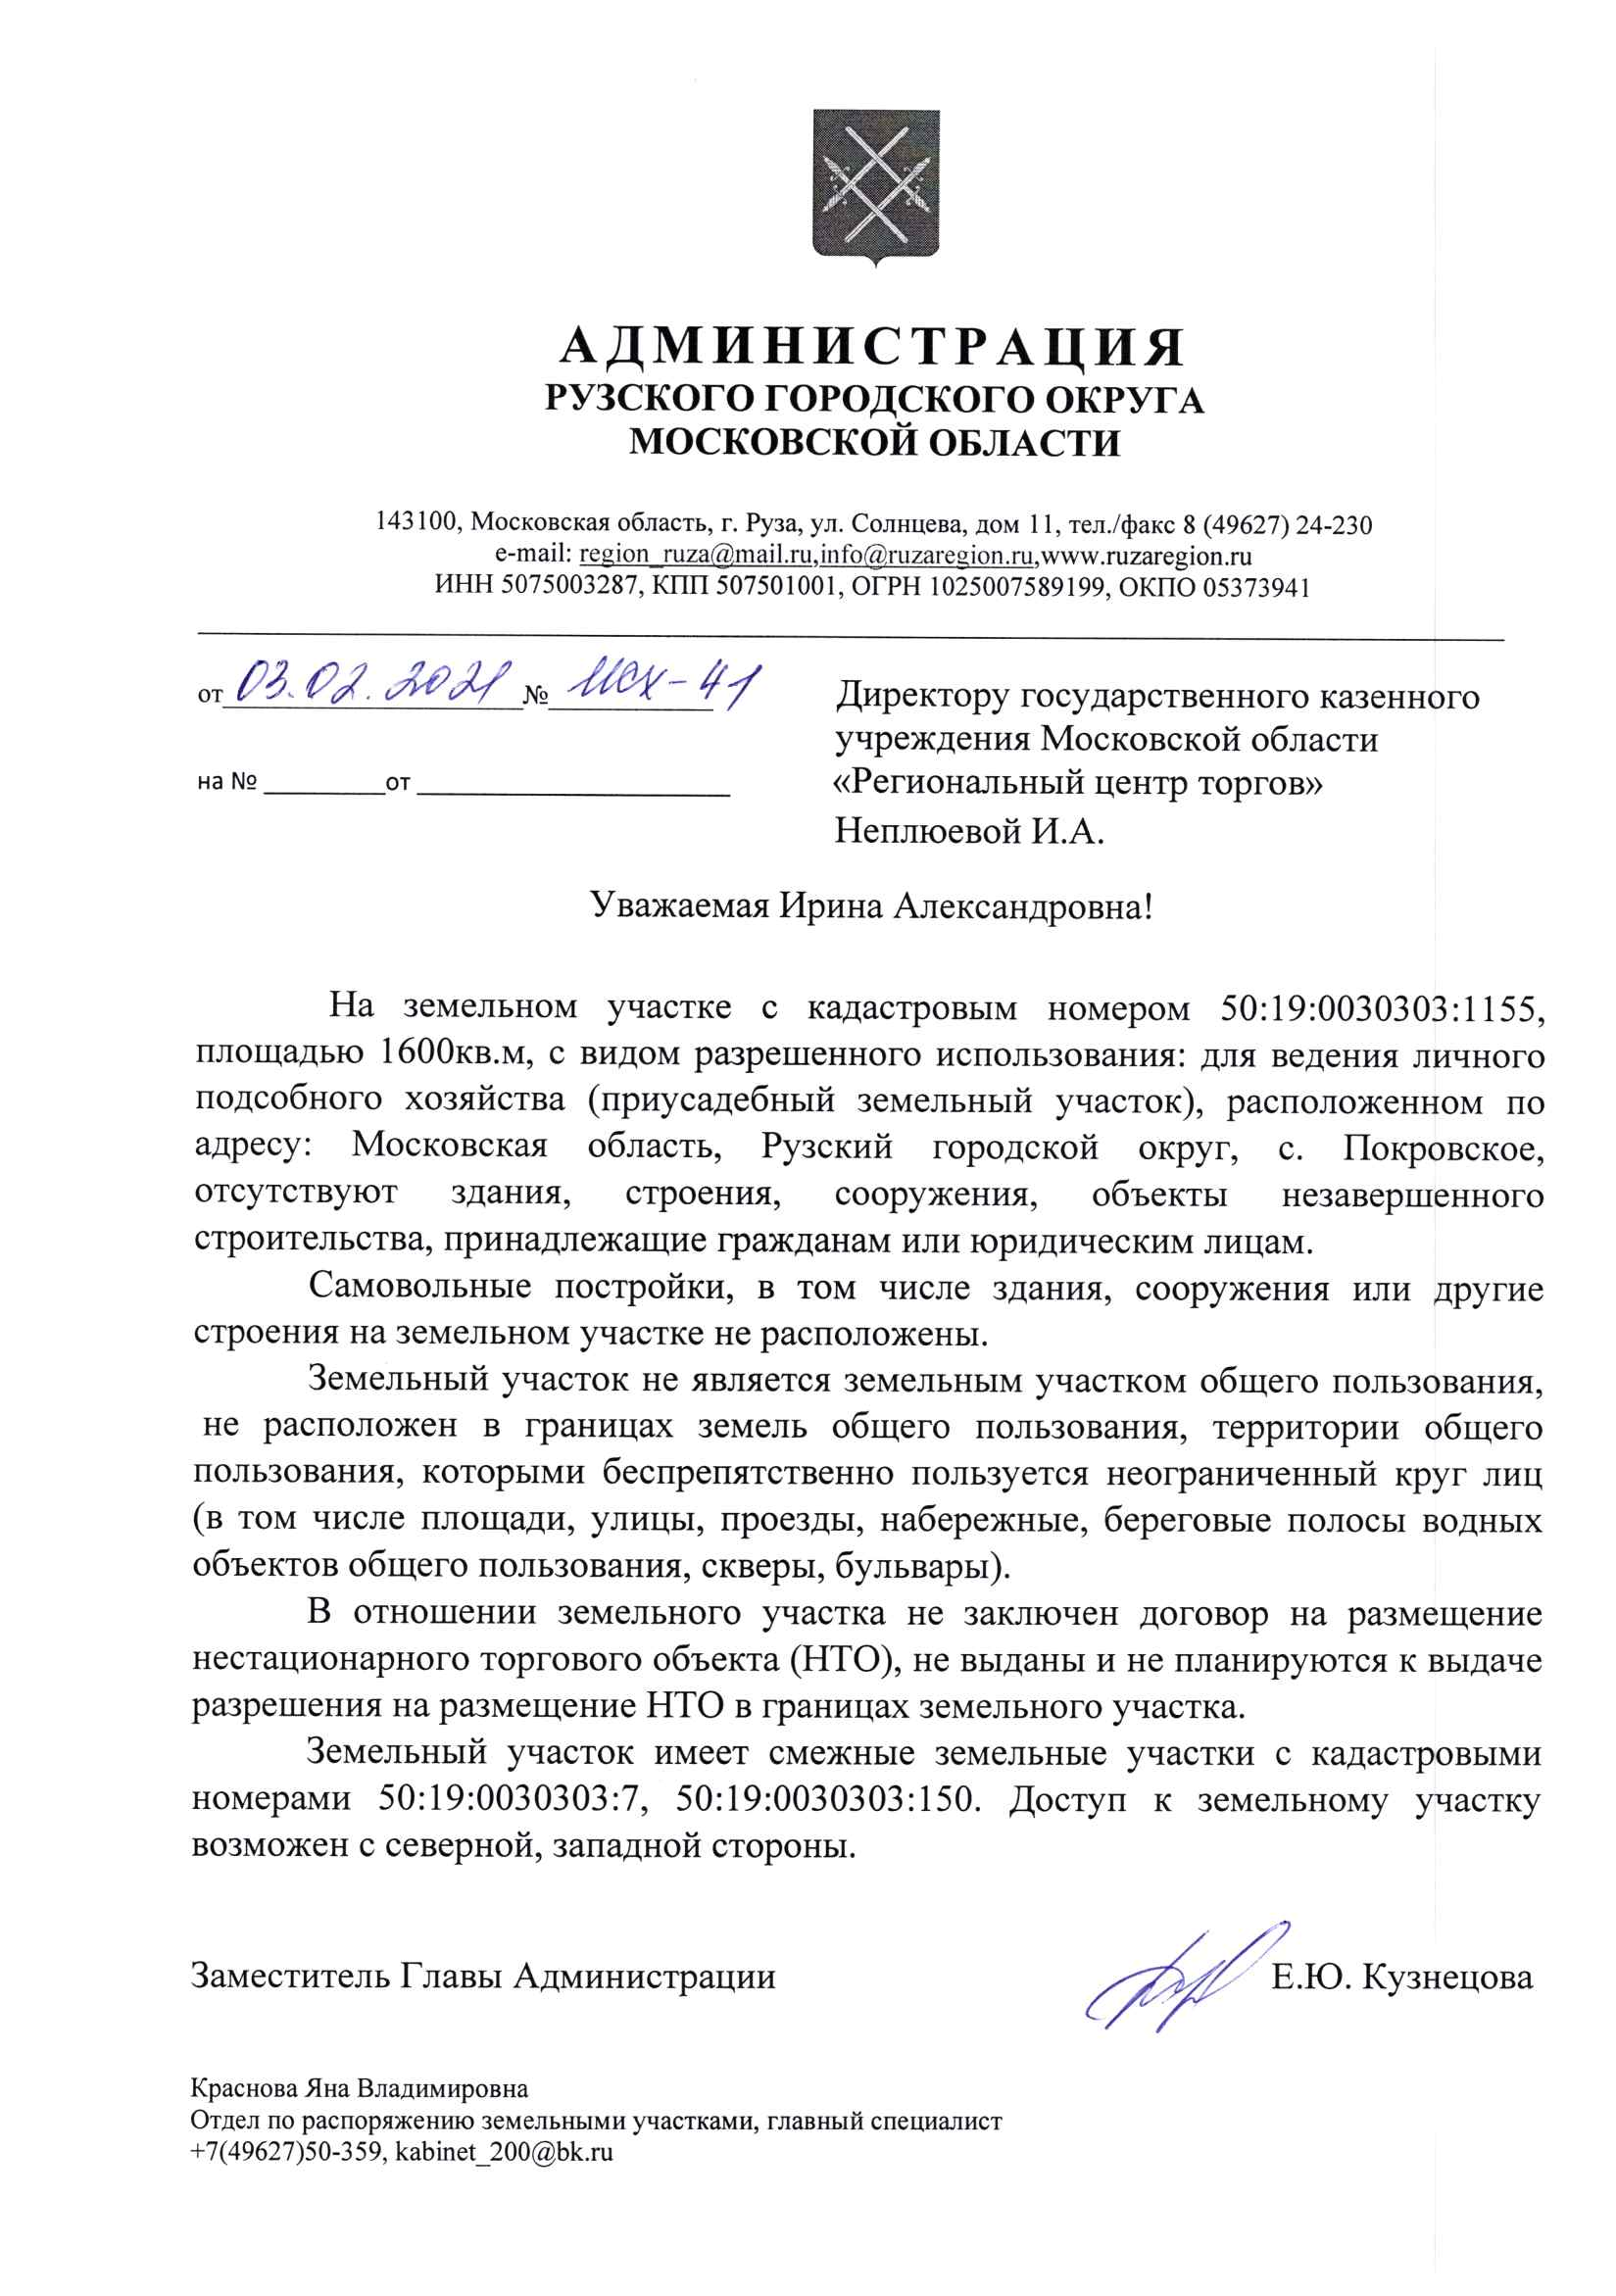 АДМИНИСТРАЦИЯ
РУЗСКОГО ГОРОДСКОГО ОКРУГА
МОСКОВСКОЙ ОБЛАСТИ
143100, Московская область, г. Руза, ул. Солнцева, дом 11, тел./факс 8 (49627) 24-230
e-mail: region_ruza@mail.ru,info@ruzaregion.ru,www.ruzaregion.ru
ИНН 5075003287, КПП 507501001, ОГРН 1025007589199, ОКПО 05373941
от 03.02.2021 № исх-41
на № ________ от ____________________
Директору государственного казенного
учреждения Московской области
«Региональный центр торгов»
Неплюевой И.А.
Уважаемая Ирина Александровна!
На земельном участке с кадастровым номером 50:19:0030303:1155,
площадью 1600кв.м, с видом разрешенного использования: для ведения личного
подсобного хозяйства (приусадебный земельный участок), расположенном по
адресу: Московская область, Рузский городской округ, с. Покровское,
отсутствуют здания, строения, сооружения, объекты незавершенного
строительства, принадлежащие гражданам или юридическим лицам.
Самовольные постройки, в том числе здания, сооружения или другие
строения на земельном участке не расположены.
Земельный участок не является земельным участком общего пользования,
не расположен в границах земель общего пользования, территории общего
пользования, которыми беспрепятственно пользуется неограниченный круг лиц
(в том числе площади, улицы, проезды, набережные, береговые полосы водных
объектов общего пользования, скверы, бульвары).
В отношении земельного участка не заключен договор на размещение
нестационарного торгового объекта (НТО), не выданы и не планируются к выдаче
разрешения на размещение НТО в границах земельного участка.
Земельный участок имеет смежные земельные участки с кадастровыми
номерами 50:19:0030303:7, 50:19:0030303:150. Доступ к земельному участку
возможен с северной, западной стороны.
Заместитель Главы Администрации Е.Ю. Кузнецова
Краснова Яна Владимировна
Отдел по распоряжению земельными участками, главный специалист
+7(49627)50-359, kabinet_200@bk.ru